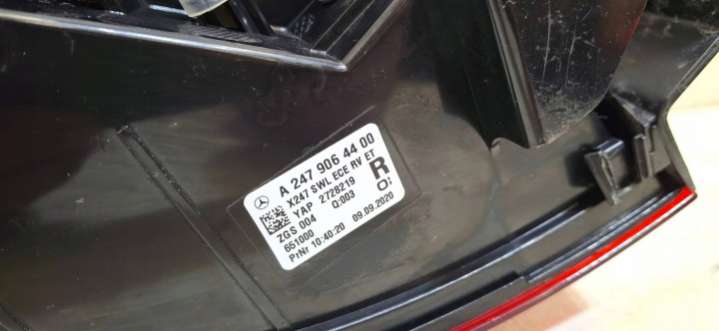 A 247 906 44 00
X247 SWL ECE RV ET
YAP 2728219
ZGS 004 Q:003
651000
PrNr 10:40:20 09.09.2020
R
O: